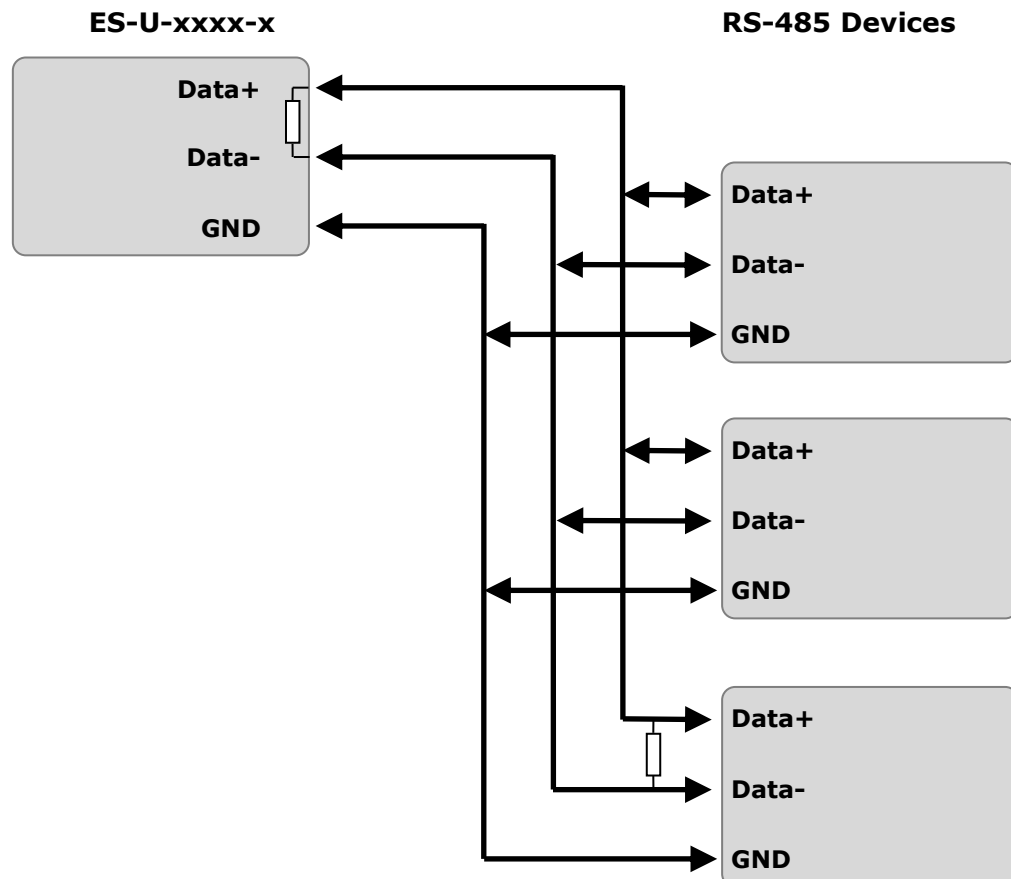 ES-U-xxxx-x
RS-485 Devices
Data+
Data-
GND
Data+
Data-
GND
Data+
Data-
GND
Data+
Data-
GND